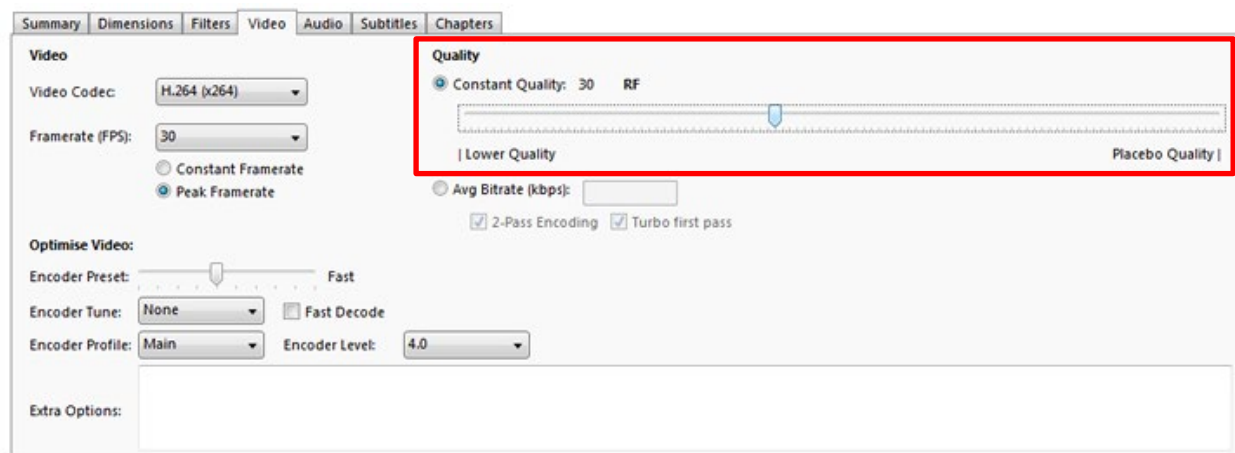 Summary Dimensions Filters Video Audio Subtitles Chapters
Video
Video Codec: H.264 (x264)
Framerate (FPS): 30
Constant Framerate
Peak Framerate
Quality
Constant Quality: 30 RF
| Lower Quality Placebo Quality |
Avg Bitrate (kbps):
2-Pass Encoding Turbo first pass
Optimise Video:
Encoder Preset: Fast
Encoder Tune: None Fast Decode
Encoder Profile: Main Encoder Level: 4.0
Extra Options: